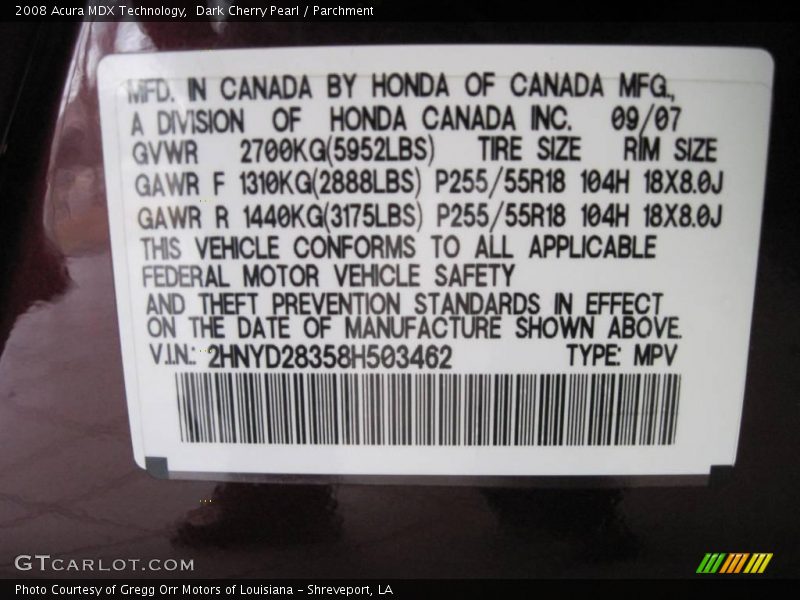 2008 Acura MDX Technology,  Dark Cherry Pearl / Parchment
MFD. IN CANADA BY HONDA OF CANADA MFG.,
A DIVISION OF HONDA CANADA INC. 09/07
GVWR 2700KG(5952LBS) TIRE SIZE RIM SIZE
GAWR F 1310KG(2888LBS) P255/55R18 104H 18X8.0J
GAWR R 1440KG(3175LBS) P255/55R18 104H 18X8.0J
THIS VEHICLE CONFORMS TO ALL APPLICABLE
FEDERAL MOTOR VEHICLE SAFETY
AND THEFT PREVENTION STANDARDS IN EFFECT
ON THE DATE OF MANUFACTURE SHOWN ABOVE.
V.I.N.: 2HNYD28358H503462 TYPE: MPV
GTCARLOT.COM
Photo Courtesy of Gregg Orr Motors of Louisiana – Shreveport, LA